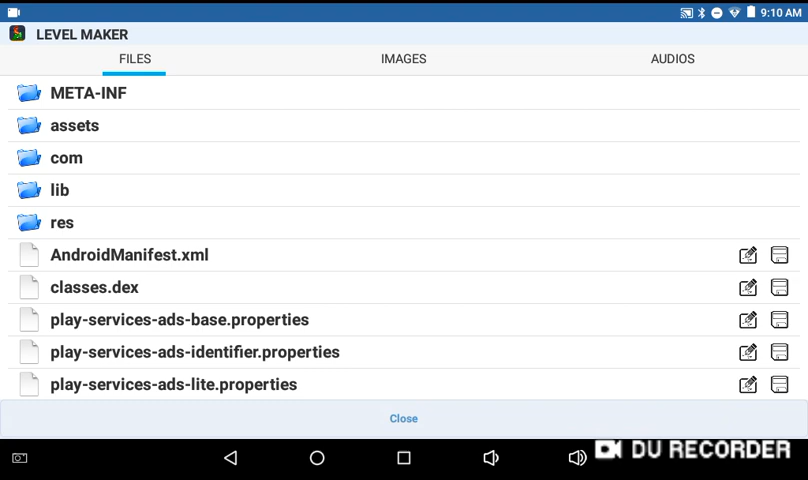 9:10 AM
LEVEL MAKER
FILES IMAGES AUDIOS
META-INF
assets
com
lib
res
AndroidManifest.xml
classes.dex
play-services-ads-base.properties
play-services-ads-identifier.properties
play-services-ads-lite.properties
Close
DU RECORDER